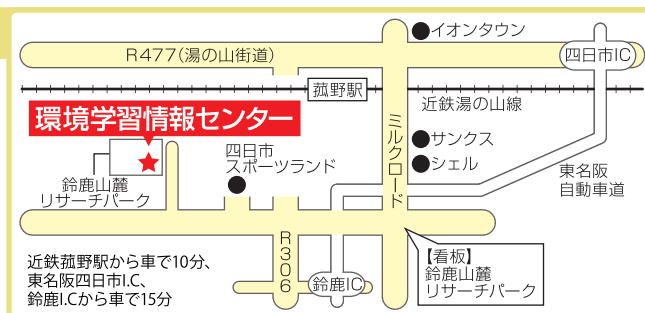 イオンタウン
R477(湯の山街道)
四日市IC
菰野駅
近鉄湯の山線
環境学習情報センター
ミルクロード
サンクス
シェル
四日市
スポーツランド
鈴鹿山麓
リサーチパーク
東名阪
自動車道
R306
鈴鹿IC
【看板】
鈴鹿山麓
リサーチパーク
近鉄菰野駅から車で10分、
東名阪四日市I.C、
鈴鹿I.Cから車で15分